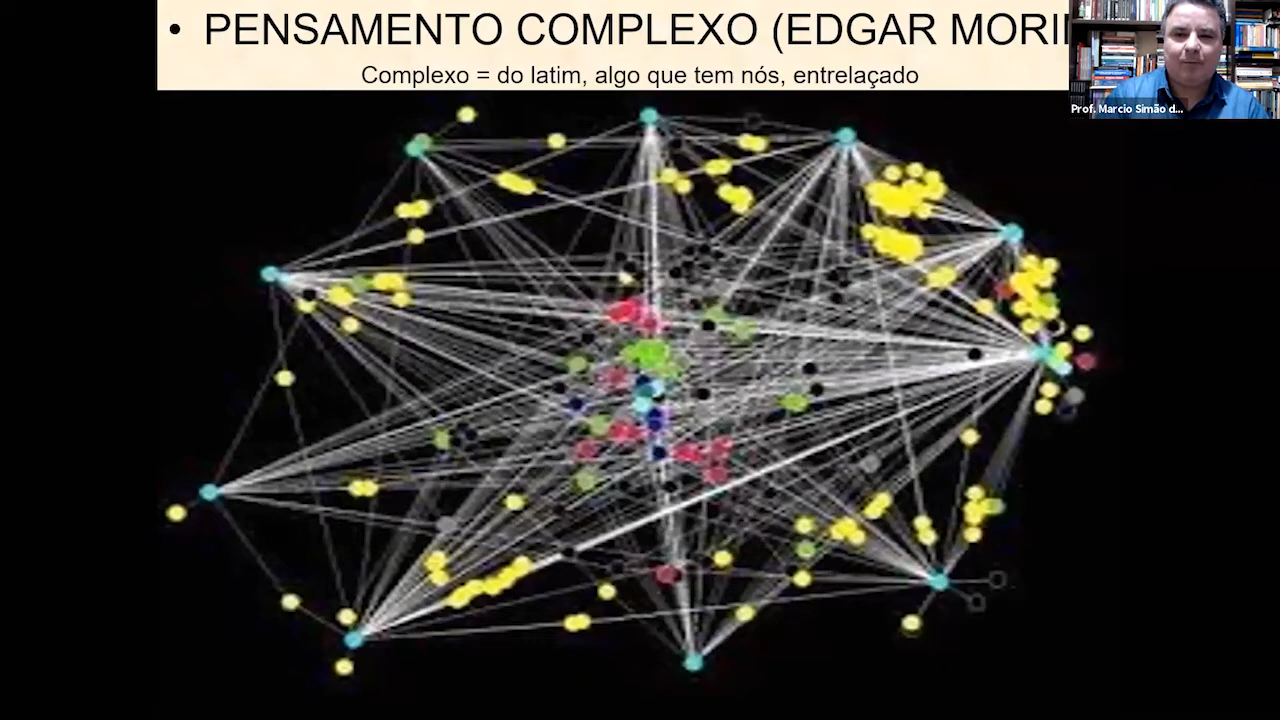 • PENSAMENTO COMPLEXO (EDGAR MORI
Complexo = do latim, algo que tem nós, entrelaçado
Prof. Marcio Simão d...